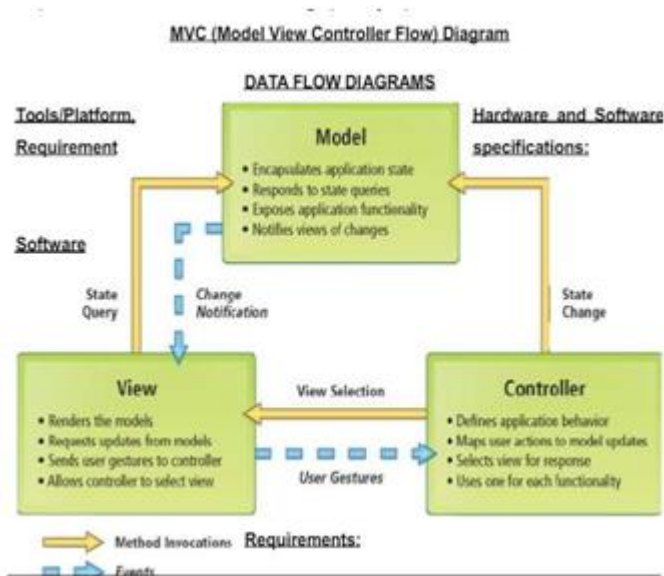 MVC (Model View Controller Flow) Diagram
DATA FLOW DIAGRAMS
Tools/Platform,
Requirement
Hardware and Software
specifications:
Model
• Encapsulates application state
• Responds to state queries
• Exposes application functionality
• Notifies views of changes
Software
State
Query
Change
Notification
State
Change
View
• Renders the models
• Requests updates from models
• Sends user gestures to controller
• Allows controller to select view
View Selection
User Gestures
Controller
• Defines application behavior
• Maps user actions to model updates
• Selects view for response
• Uses one for each functionality
Method Invocations
Requirements:
Events